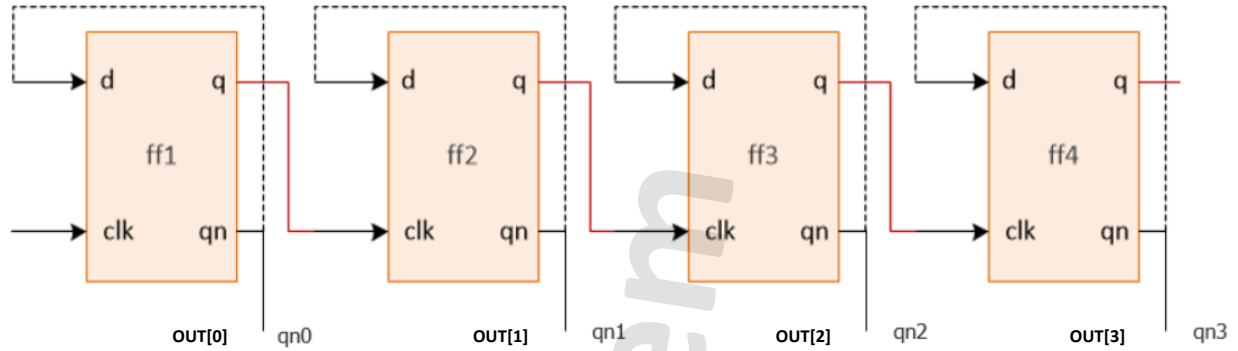 d q d q d q d q
ff1 ff2 ff3 ff4
clk qn clk qn clk qn clk qn
OUT[0] qn0 OUT[1] qn1 OUT[2] qn2 OUT[3] qn3